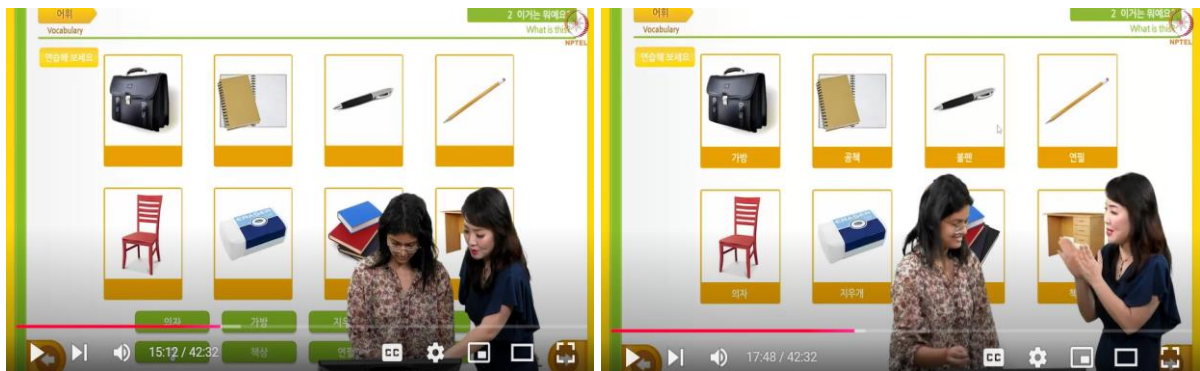 어휘
Vocabulary
2 이거는 뭐예요?
What is this?
NPTEL
연습해 보세요
ERASER
의자
가방
책상
15:12 / 42:32
CC
어휘
Vocabulary
2 이거는 뭐예요?
What is this?
NPTEL
연습해 보세요
가방
공책
볼펜
연필
ERASER
의자
지우개
17:48 / 42:32
CC